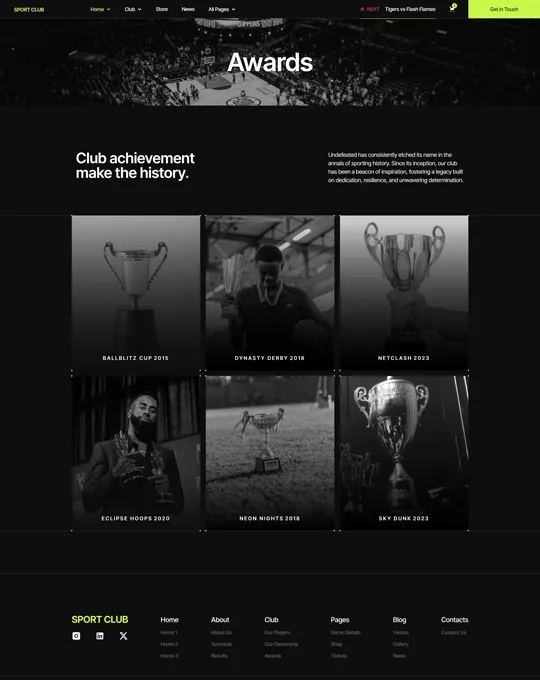 SPORT CLUB
Home
Club
Store
News
All Pages
NEXT
Tigers vs Flash Flames
Get in Touch
CLIPPERS
Awards
Club achievement
make the history.
Undefeated has consistently etched its name in the
annals of sporting history. Since its inception, our club
has been a beacon of inspiration, fostering a legacy built
on dedication, resilience, and unwavering determination.
BALLBLITZ CUP 2015
DYNASTY DERBY 2018
NETCLASH 2023
ECLIPSE HOOPS 2020
NEON NIGHTS 2018
SKY DUNK 2023
SPORT CLUB
Home
About
Club
Pages
Blog
Contacts
Home 1
About Us
Our Players
Game Details
Videos
Contact Us
Home 2
Schedule
Our Ownership
Shop
Gallery
Home 3
Results
Awards
Tickets
News